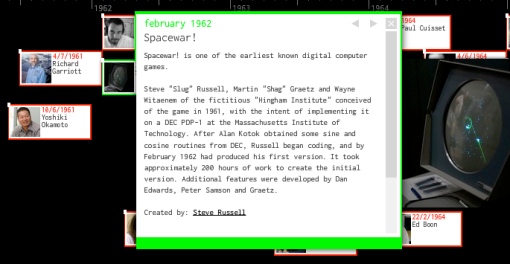 1962
1963
1964
4/7/1961
Richard
Garriott
18/6/1961
Yoshiki
Okamoto
february 1962
Spacewar!
Spacewar! is one of the earliest known digital computer
games.
Steve "Slug" Russell, Martin "Shag" Graetz and Wayne
Witaenem of the fictitious "Hingham Institute" conceived
of the game in 1961, with the intent of implementing it
on a DEC PDP-1 at the Massachusetts Institute of
Technology. After Alan Kotok obtained some sine and
cosine routines from DEC, Russell began coding, and by
February 1962 had produced his first version. It took
approximately 200 hours of work to create the initial
version. Additional features were developed by Dan
Edwards, Peter Samson and Graetz.
Created by: Steve Russell
1964
Paul Cuisset
4/6/1964
22/2/1964
Ed Boon